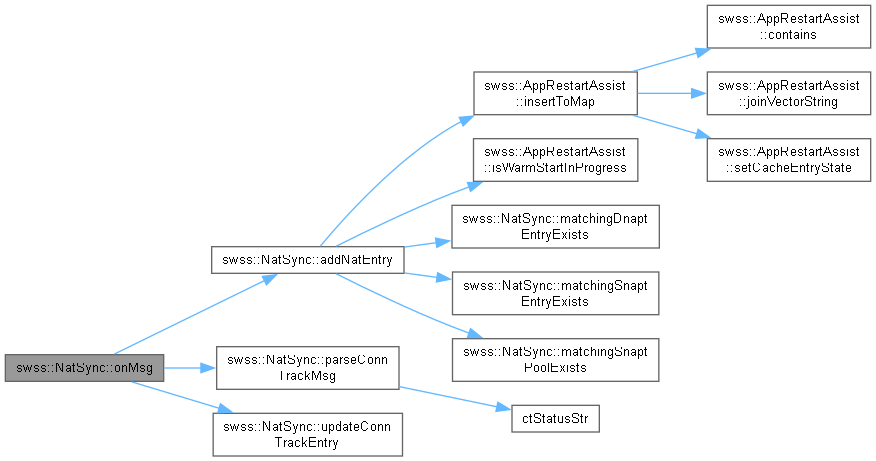 swss::NatSync::onMsg
swss::NatSync::addNatEntry
swss::AppRestartAssist
::insertToMap
swss::AppRestartAssist
::contains
swss::AppRestartAssist
::joinVectorString
swss::AppRestartAssist
::setCacheEntryState
swss::AppRestartAssist
::isWarmStartInProgress
swss::NatSync::matchingDnapt
EntryExists
swss::NatSync::matchingSnapt
EntryExists
swss::NatSync::matchingSnapt
PoolExists
swss::NatSync::parseConn
TrackMsg
ctStatusStr
swss::NatSync::updateConn
TrackEntry